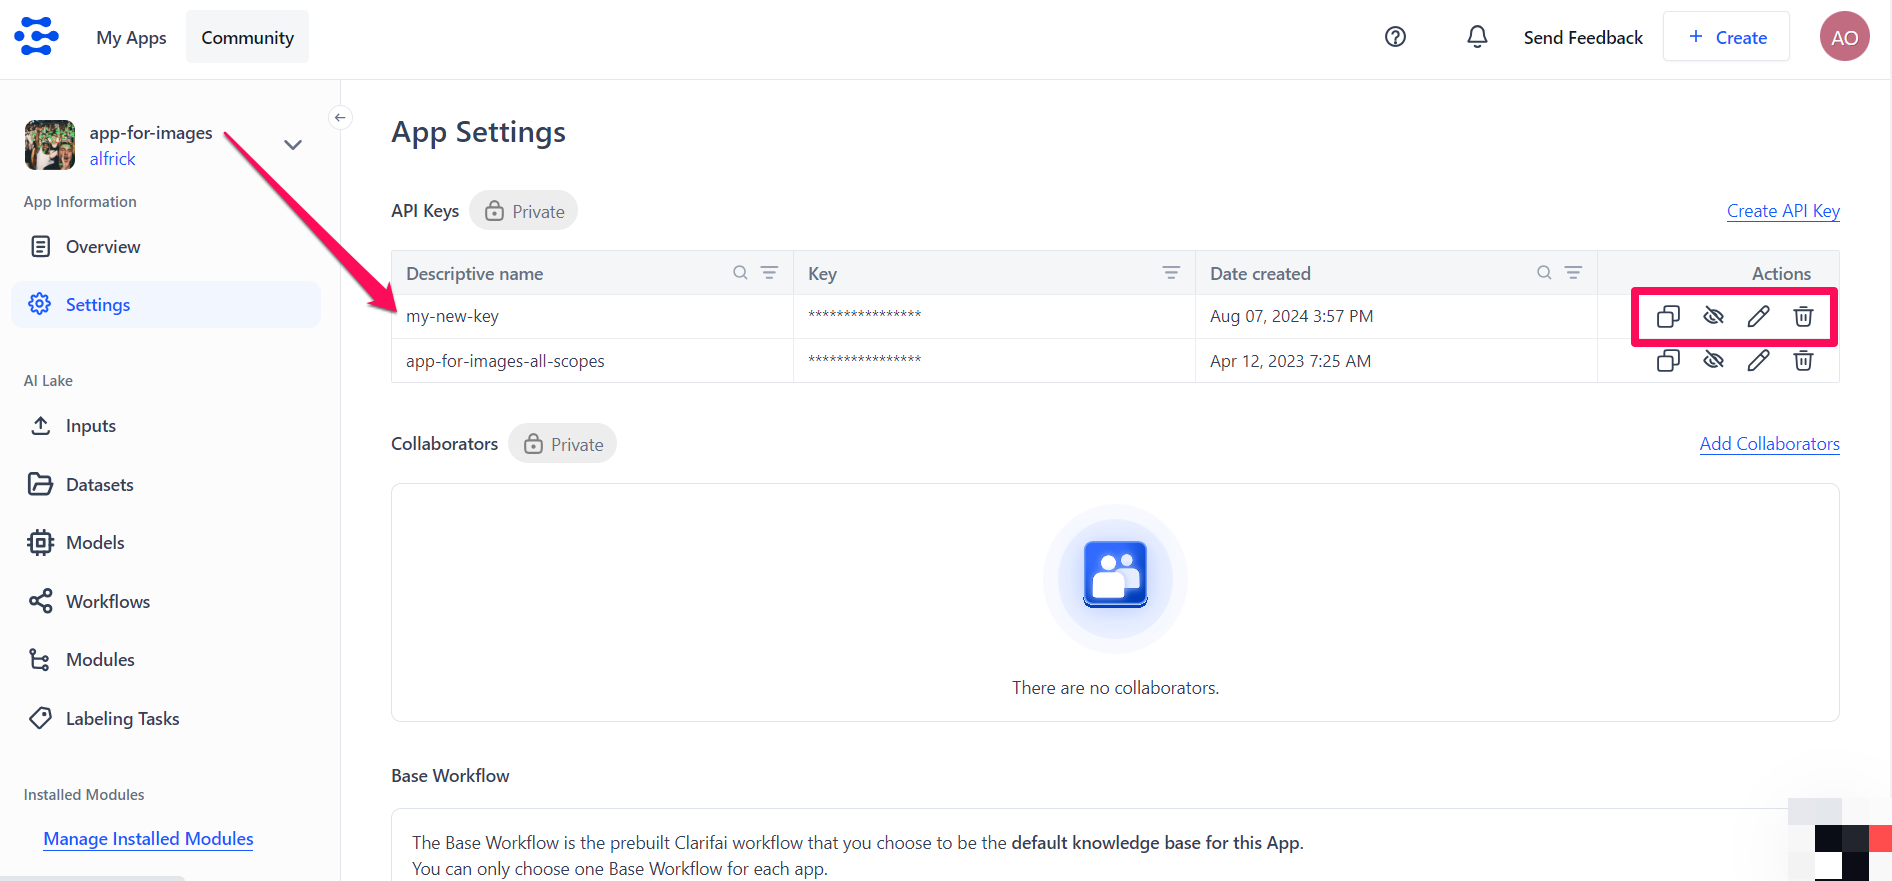 My Apps
Community
Send Feedback
+ Create
AO
app-for-images
alfrick
App Information
Overview
Settings
AI Lake
Inputs
Datasets
Models
Workflows
Modules
Labeling Tasks
Installed Modules
Manage Installed Modules
App Settings
API Keys Private Create API Key
Descriptive name Key Date created Actions
my-new-key **************** Aug 07, 2024 3:57 PM
app-for-images-all-scopes **************** Apr 12, 2023 7:25 AM
Collaborators Private Add Collaborators
There are no collaborators.
Base Workflow
The Base Workflow is the prebuilt Clarifai workflow that you choose to be the default knowledge base for this App.
You can only choose one Base Workflow for each app.